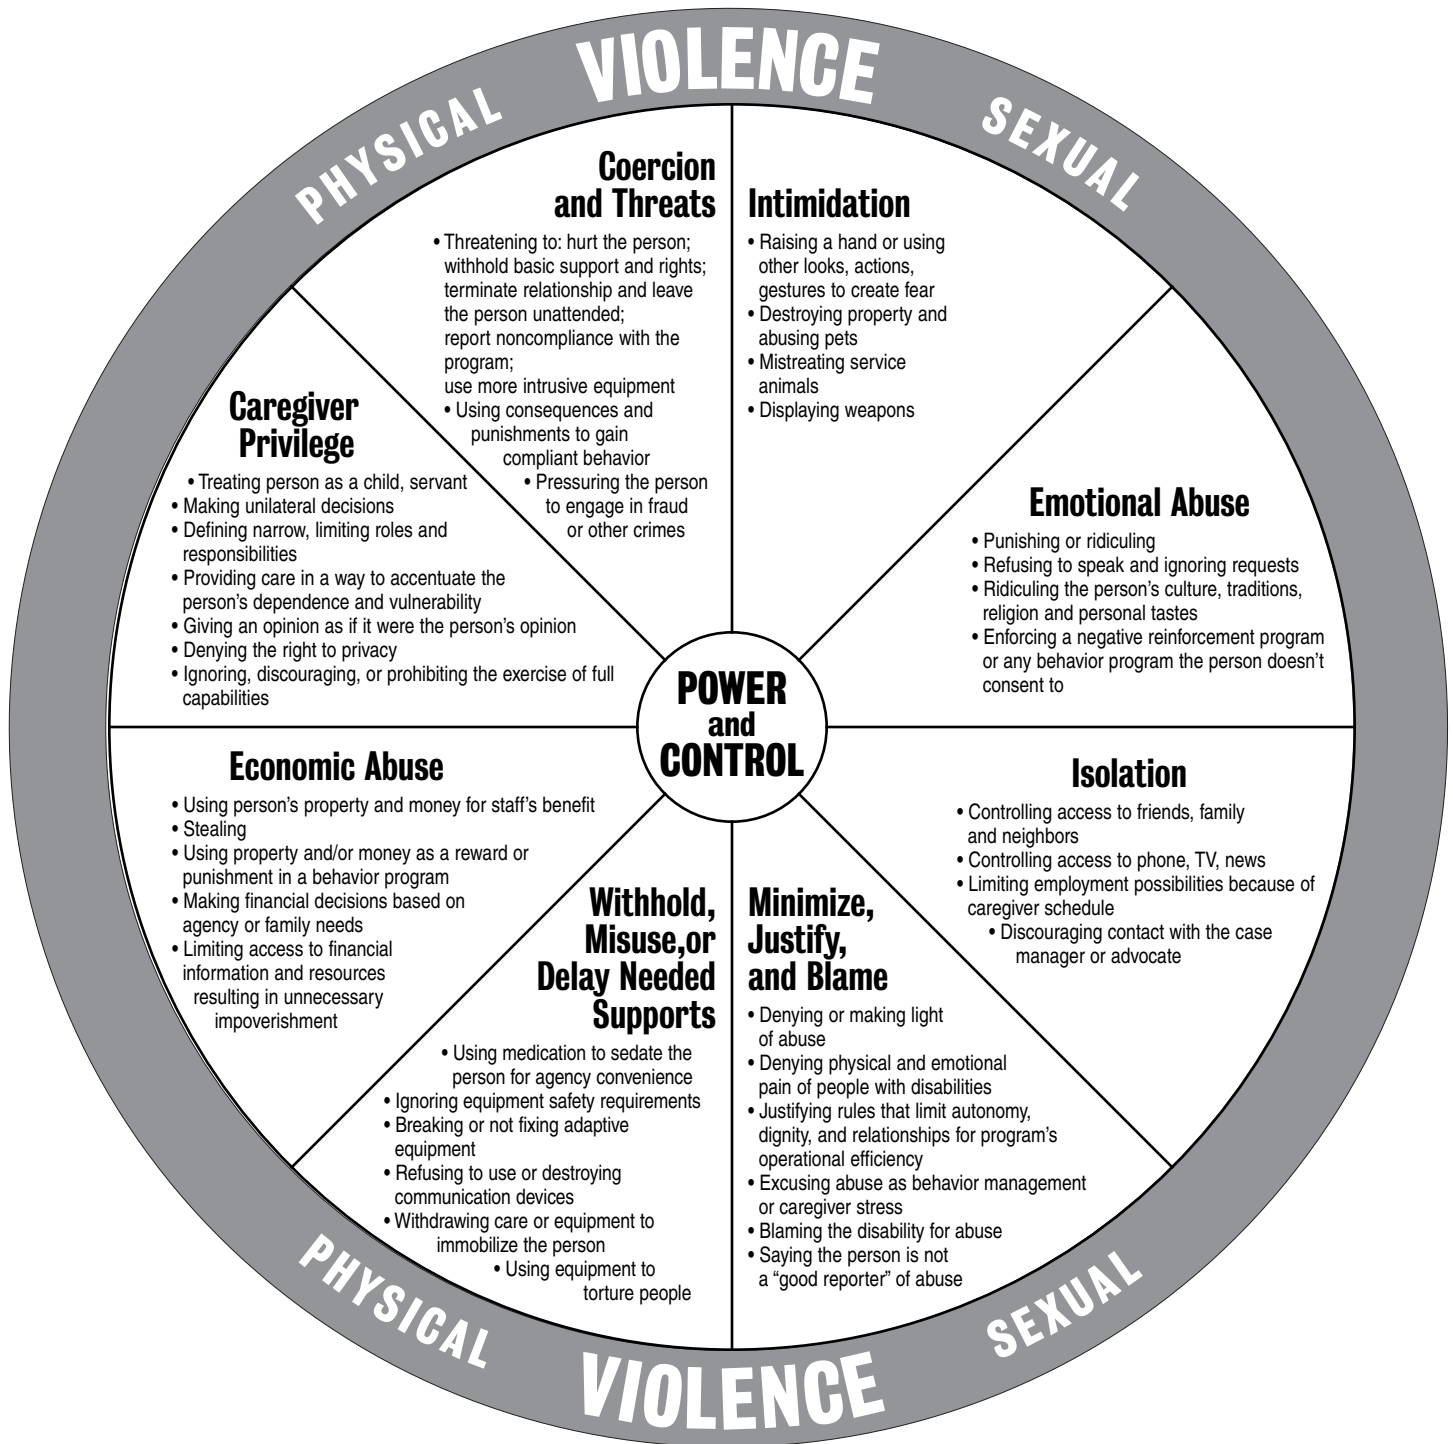 PHYSICAL
VIOLENCE
SEXUAL
Coercion
and Threats
• Threatening to: hurt the person;
withhold basic support and rights;
terminate relationship and leave
the person unattended;
report noncompliance with the
program;
use more intrusive equipment
• Using consequences and
punishments to gain
compliant behavior
• Pressuring the person
to engage in fraud
or other crimes
Intimidation
• Raising a hand or using
other looks, actions,
gestures to create fear
• Destroying property and
abusing pets
• Mistreating service
animals
• Displaying weapons
Caregiver
Privilege
• Treating person as a child, servant
• Making unilateral decisions
• Defining narrow, limiting roles and
responsibilities
• Providing care in a way to accentuate the
person’s dependence and vulnerability
• Giving an opinion as if it were the person’s opinion
• Denying the right to privacy
• Ignoring, discouraging, or prohibiting the exercise of full
capabilities
Emotional Abuse
• Punishing or ridiculing
• Refusing to speak and ignoring requests
• Ridiculing the person’s culture, traditions,
religion and personal tastes
• Enforcing a negative reinforcement program
or any behavior program the person doesn’t
consent to
POWER
and
CONTROL
Economic Abuse
• Using person’s property and money for staff’s benefit
• Stealing
• Using property and/or money as a reward or
punishment in a behavior program
• Making financial decisions based on
agency or family needs
• Limiting access to financial
information and resources
resulting in unnecessary
impoverishment
Isolation
• Controlling access to friends, family
and neighbors
• Controlling access to phone, TV, news
• Limiting employment possibilities because of
caregiver schedule
• Discouraging contact with the case
manager or advocate
Withhold,
Misuse,or
Delay Needed
Supports
• Using medication to sedate the
person for agency convenience
• Ignoring equipment safety requirements
• Breaking or not fixing adaptive
equipment
• Refusing to use or destroying
communication devices
• Withdrawing care or equipment to
immobilize the person
• Using equipment to
torture people
Minimize,
Justify,
and Blame
• Denying or making light
of abuse
• Denying physical and emotional
pain of people with disabilities
• Justifying rules that limit autonomy,
dignity, and relationships for program’s
operational efficiency
• Excusing abuse as behavior management
or caregiver stress
• Blaming the disability for abuse
• Saying the person is not
a “good reporter” of abuse
PHYSICAL
VIOLENCE
SEXUAL